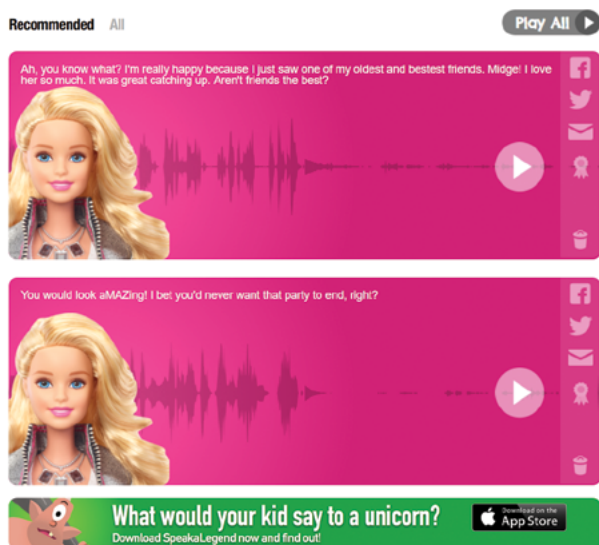 Recommended All
Play All
Ah, you know what? I'm really happy because I just saw one of my oldest and bestest friends. Midge! I love
her so much. It was great catching up. Aren't friends the best?
You would look aMAZing! I bet you'd never want that party to end, right?
What would your kid say to a unicorn?
Download SpeakaLegend now and find out!
Download on the
App Store